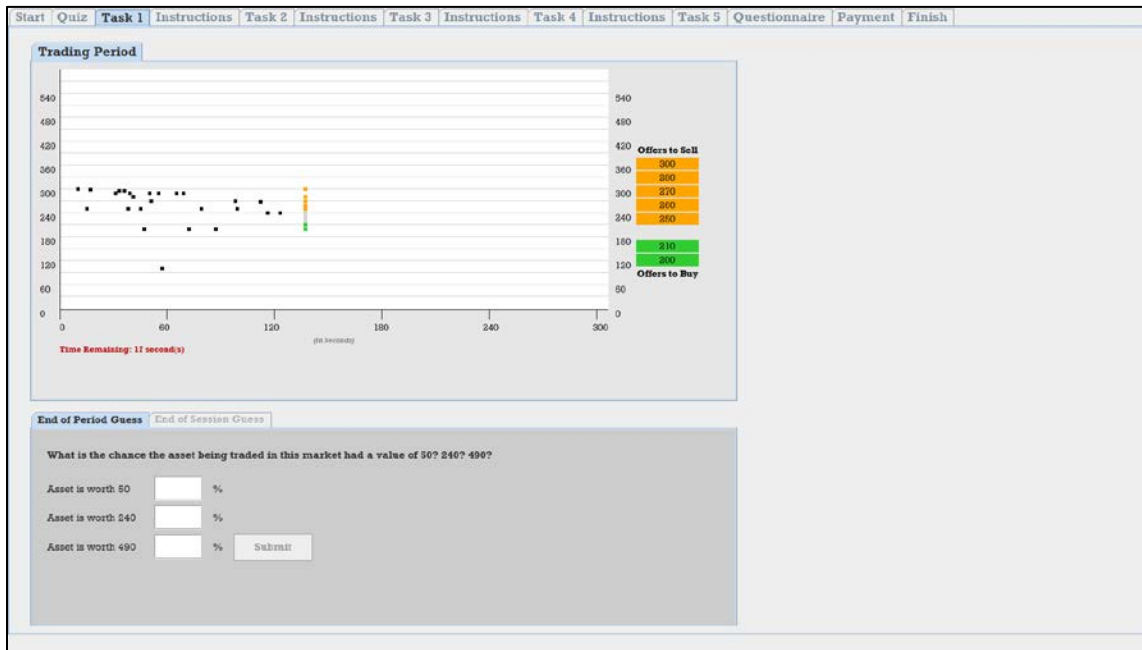 Start Quiz Task 1 Instructions Task 2 Instructions Task 3 Instructions Task 4 Instructions Task 5 Questionnaire Payment Finish
Trading Period
540 540
480 480
420 420 Offers to Sell
360 360 300
300 300 270
260
240 240 250
180 180 210
120 120 200
Offers to Buy
60 60
0 0
0 60 120 180 240 300
(in seconds)
Time Remaining: second(s)
End of Period Guess End of Session Guess
What is the chance the asset being traded in this market had a value of 50? 240? 490?
Asset is worth 50 %
Asset is worth 240 %
Asset is worth 490 % Submit